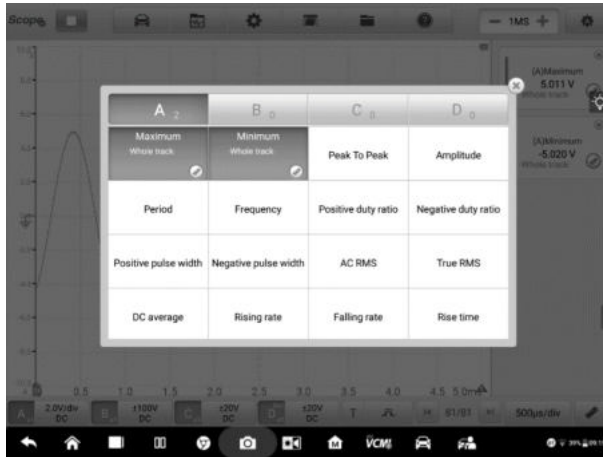 Scope
1MS
(A)Maximum
5.011 V
Whole track
(A)Minimum
-5.020 V
Whole track
A 2
B 0
C 0
D 0
Maximum
Whole track
Minimum
Whole track
Peak To Peak
Amplitude
Period
Frequency
Positive duty ratio
Negative duty ratio
Positive pulse width
Negative pulse width
AC RMS
True RMS
DC average
Rising rate
Falling rate
Rise time
0.5 1.0 1.5 2.0 2.5 3.0 3.5 4.0 4.5 5.0
A
2.0V/div
DC
B
±100V
DC
C
±20V
DC
D
±20V
DC
T
81/81
500μs/div
VCMI